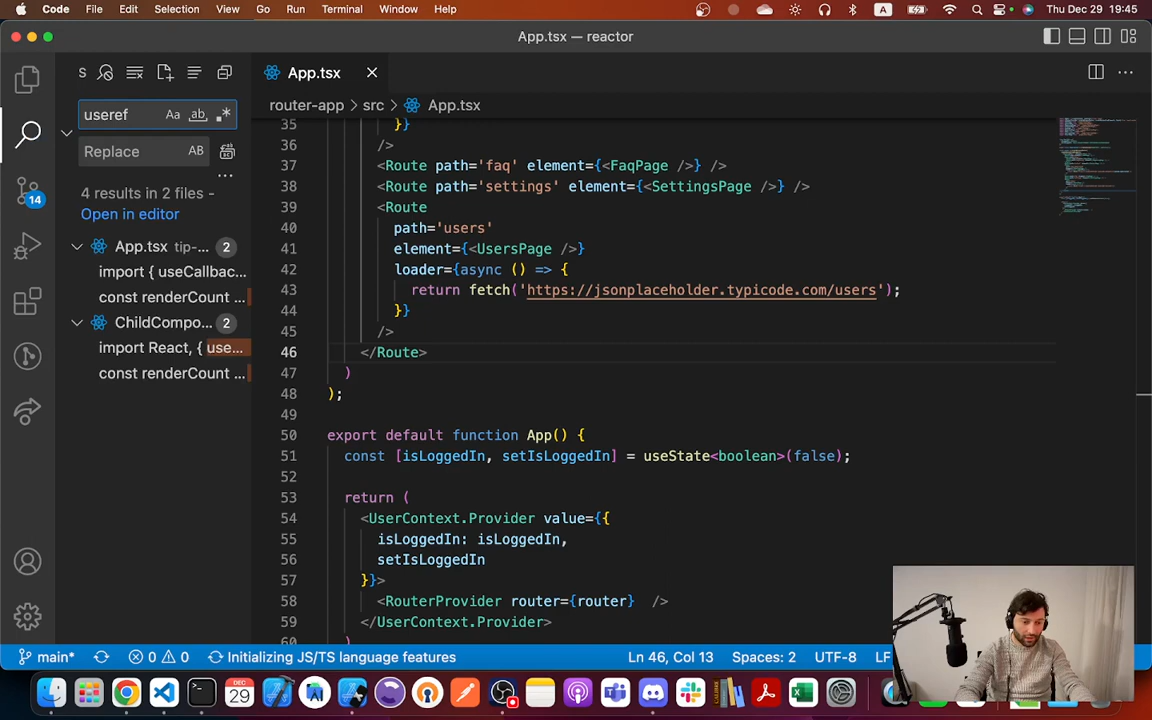 Code File Edit Selection View Go Run Terminal Window Help A Thu Dec 29 19:45
App.tsx — reactor
S
App.tsx
useref Aa ab
router-app > src > App.tsx
Replace AB
4 results in 2 files -
Open in editor
App.tsx tip-... 2
import { useCallbac...
const renderCount ...
ChildCompo... 2
import React, { use...
const renderCount ...
14
35 )}
36 />
37 <Route path='faq' element={<FaqPage />} />
38 <Route path='settings' element={<SettingsPage />} />
39 <Route
40 path='users'
41 element={<UsersPage />}
42 loader={async () => {
43 return fetch('https://jsonplaceholder.typicode.com/users');
44 }}
45 />
46 </Route>
47 )
48 );
49
50 export default function App() {
51 const [isLoggedIn, setIsLoggedIn] = useState<boolean>(false);
52
53 return (
54 <UserContext.Provider value={{
55 isLoggedIn: isLoggedIn,
56 setIsLoggedIn
57 }}>
58 <RouterProvider router={router} />
59 </UserContext.Provider>
60 )
main* 0 0 Initializing JS/TS language features Ln 46, Col 13 Spaces: 2 UTF-8 LF
DEC
29